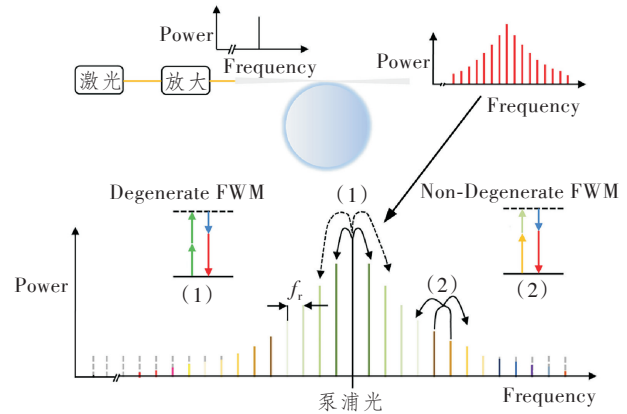 Power
Frequency
激光
放大
Power
Frequency
Degenerate FWM
(1)
Non-Degenerate FWM
(1)
(2)
Power
fr
(2)
Frequency
泵浦光